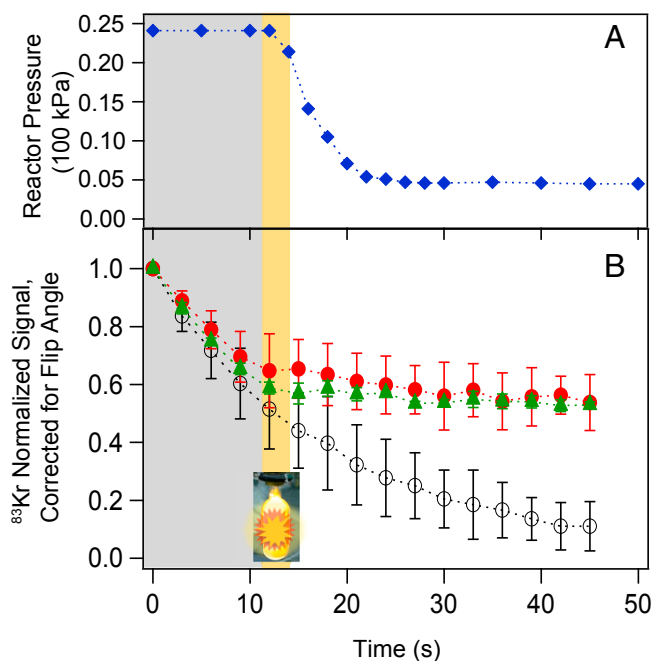 A
0.25
0.20
0.15
0.10
0.05
0.00
Reactor Pressure
(100 kPa)
B
1.0
0.8
0.6
0.4
0.2
0.0
⁸³Kr Normalized Signal,
Corrected for Flip Angle
0 10 20 30 40 50
Time (s)